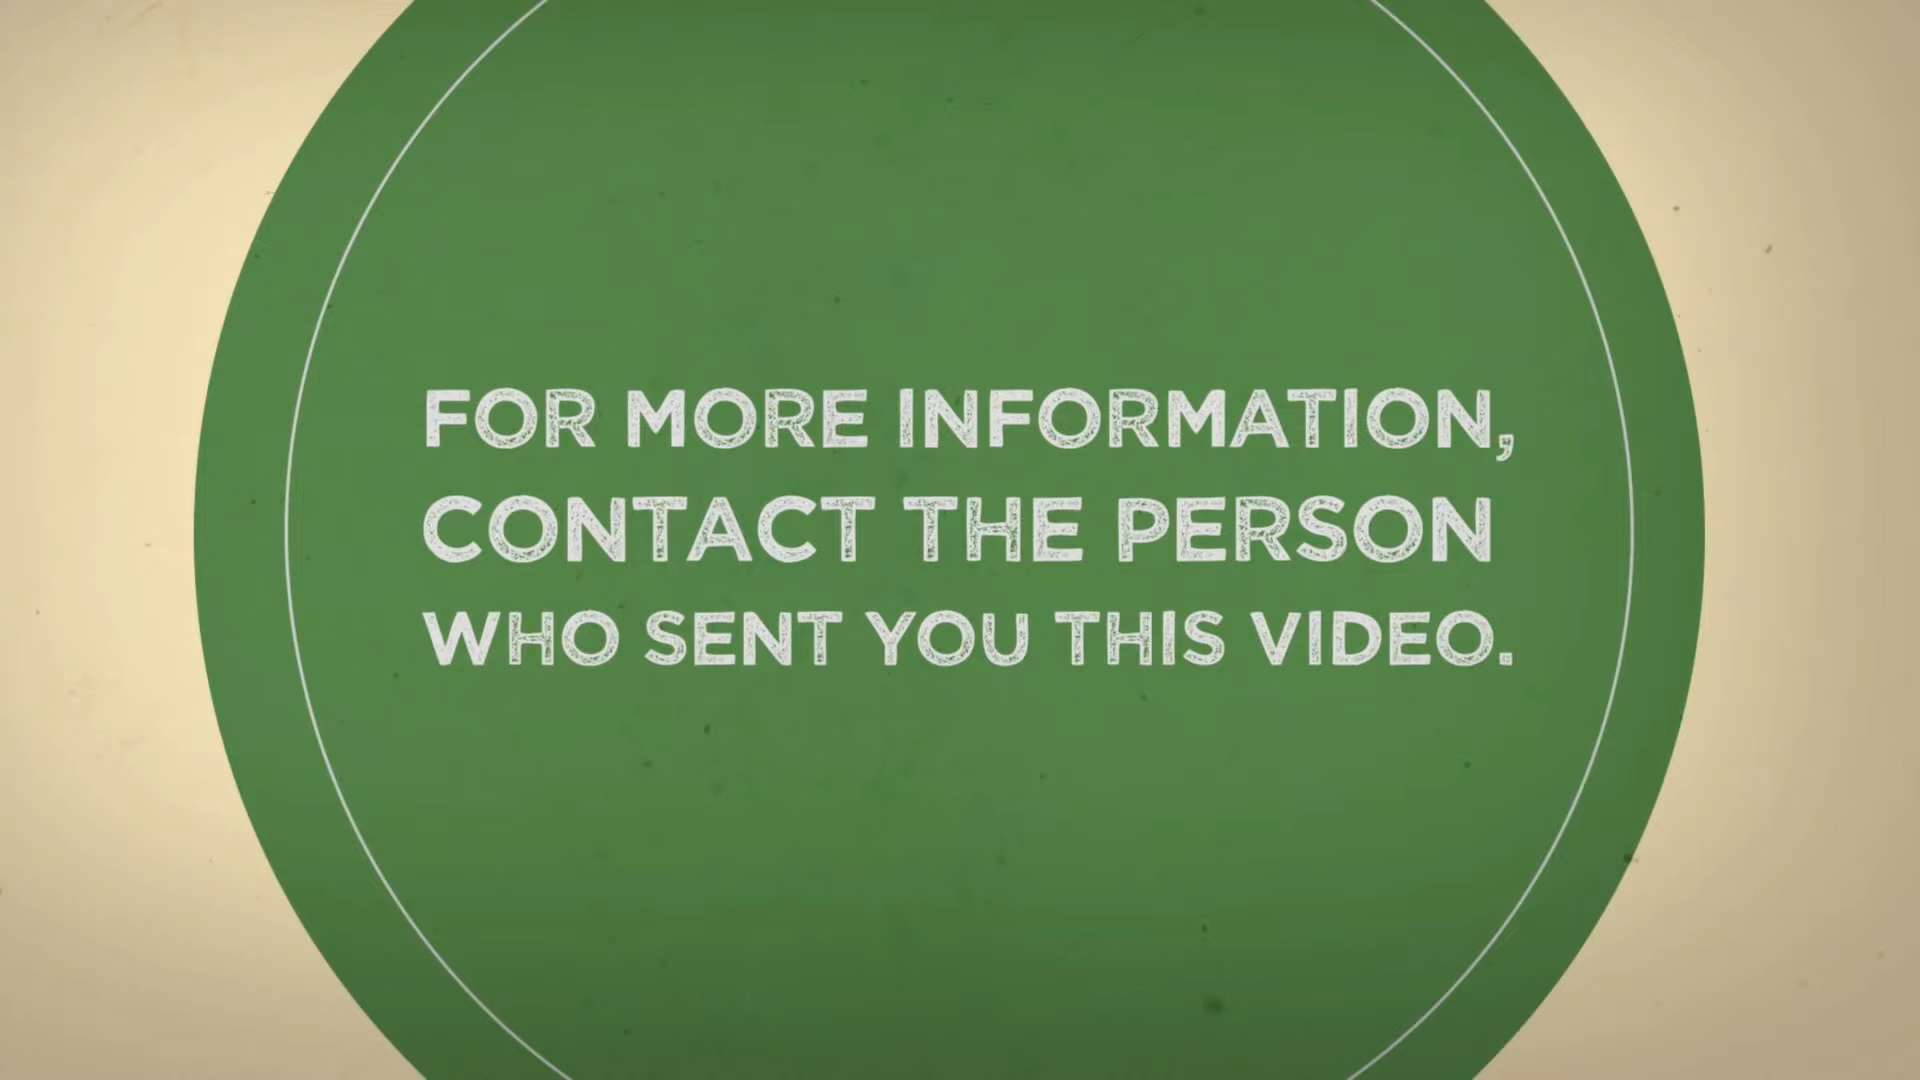 FOR MORE INFORMATION,
CONTACT THE PERSON
WHO SENT YOU THIS VIDEO.